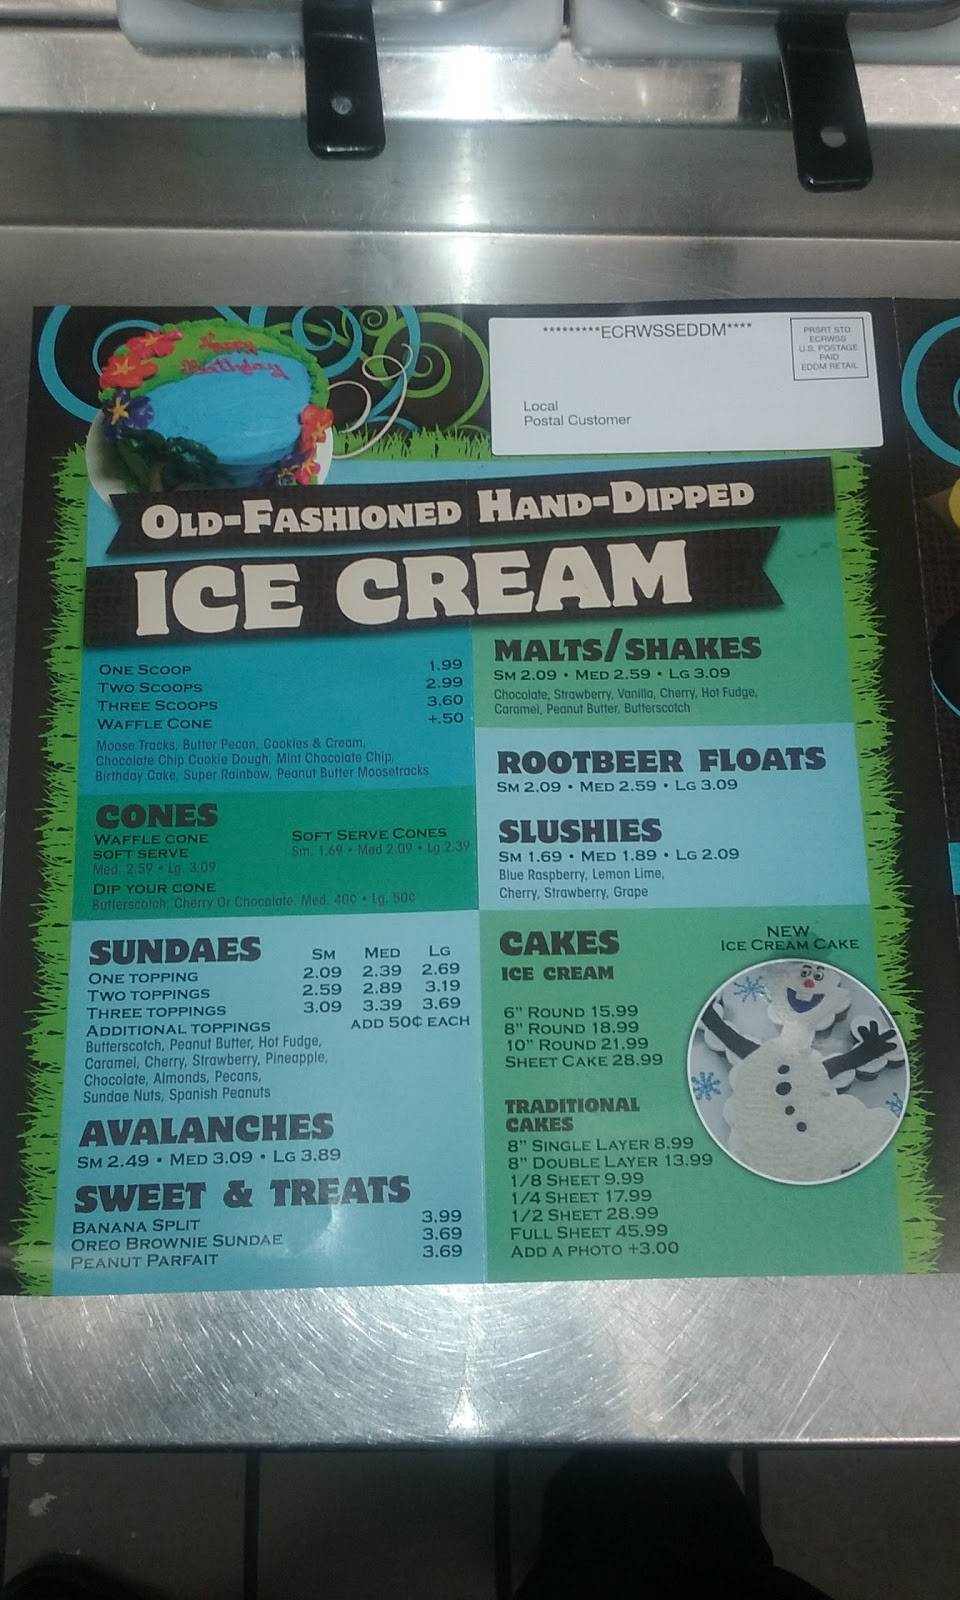 Happy
Birthday
*********ECRWSSEDDM****
PRSRT STD
ECRWSS
U.S. POSTAGE
PAID
EDDM RETAIL
Local
Postal Customer
OLD-FASHIONED HAND-DIPPED
ICE CREAM
ONE SCOOP 1.99
TWO SCOOPS 2.99
THREE SCOOPS 3.60
WAFFLE CONE +.50
Moose Tracks, Butter Pecan, Cookies & Cream,
Chocolate Chip Cookie Dough, Mint Chocolate Chip,
Birthday Cake, Super Rainbow, Peanut Butter Moosetracks
CONES
WAFFLE CONE
SOFT SERVE
Med. 2.59 • Lg. 3.09
SOFT SERVE CONES
Sm. 1.69 • Med 2.09 • Lg 2.39
DIP YOUR CONE
Butterscotch, Cherry Or Chocolate, Med. 40¢ • Lg. 50¢
SUNDAES SM MED LG
ONE TOPPING 2.09 2.39 2.69
TWO TOPPINGS 2.59 2.89 3.19
THREE TOPPINGS 3.09 3.39 3.69
ADDITIONAL TOPPINGS ADD 50¢ EACH
Butterscotch, Peanut Butter, Hot Fudge,
Caramel, Cherry, Strawberry, Pineapple,
Chocolate, Almonds, Pecans,
Sundae Nuts, Spanish Peanuts
AVALANCHES
SM 2.49 • MED 3.09 • LG 3.89
SWEET & TREATS
BANANA SPLIT 3.99
OREO BROWNIE SUNDAE 3.69
PEANUT PARFAIT 3.69
MALTS/SHAKES
SM 2.09 • MED 2.59 • LG 3.09
Chocolate, Strawberry, Vanilla, Cherry, Hot Fudge,
Caramel, Peanut Butter, Butterscotch
ROOTBEER FLOATS
SM 2.09 • MED 2.59 • LG 3.09
SLUSHIES
SM 1.69 • MED 1.89 • LG 2.09
Blue Raspberry, Lemon Lime,
Cherry, Strawberry, Grape
CAKES
ICE CREAM
NEW
ICE CREAM CAKE
6" ROUND 15.99
8" ROUND 18.99
10" ROUND 21.99
SHEET CAKE 28.99
TRADITIONAL
CAKES
8" SINGLE LAYER 8.99
8" DOUBLE LAYER 13.99
1/8 SHEET 9.99
1/4 SHEET 17.99
1/2 SHEET 28.99
FULL SHEET 45.99
ADD A PHOTO +3.00